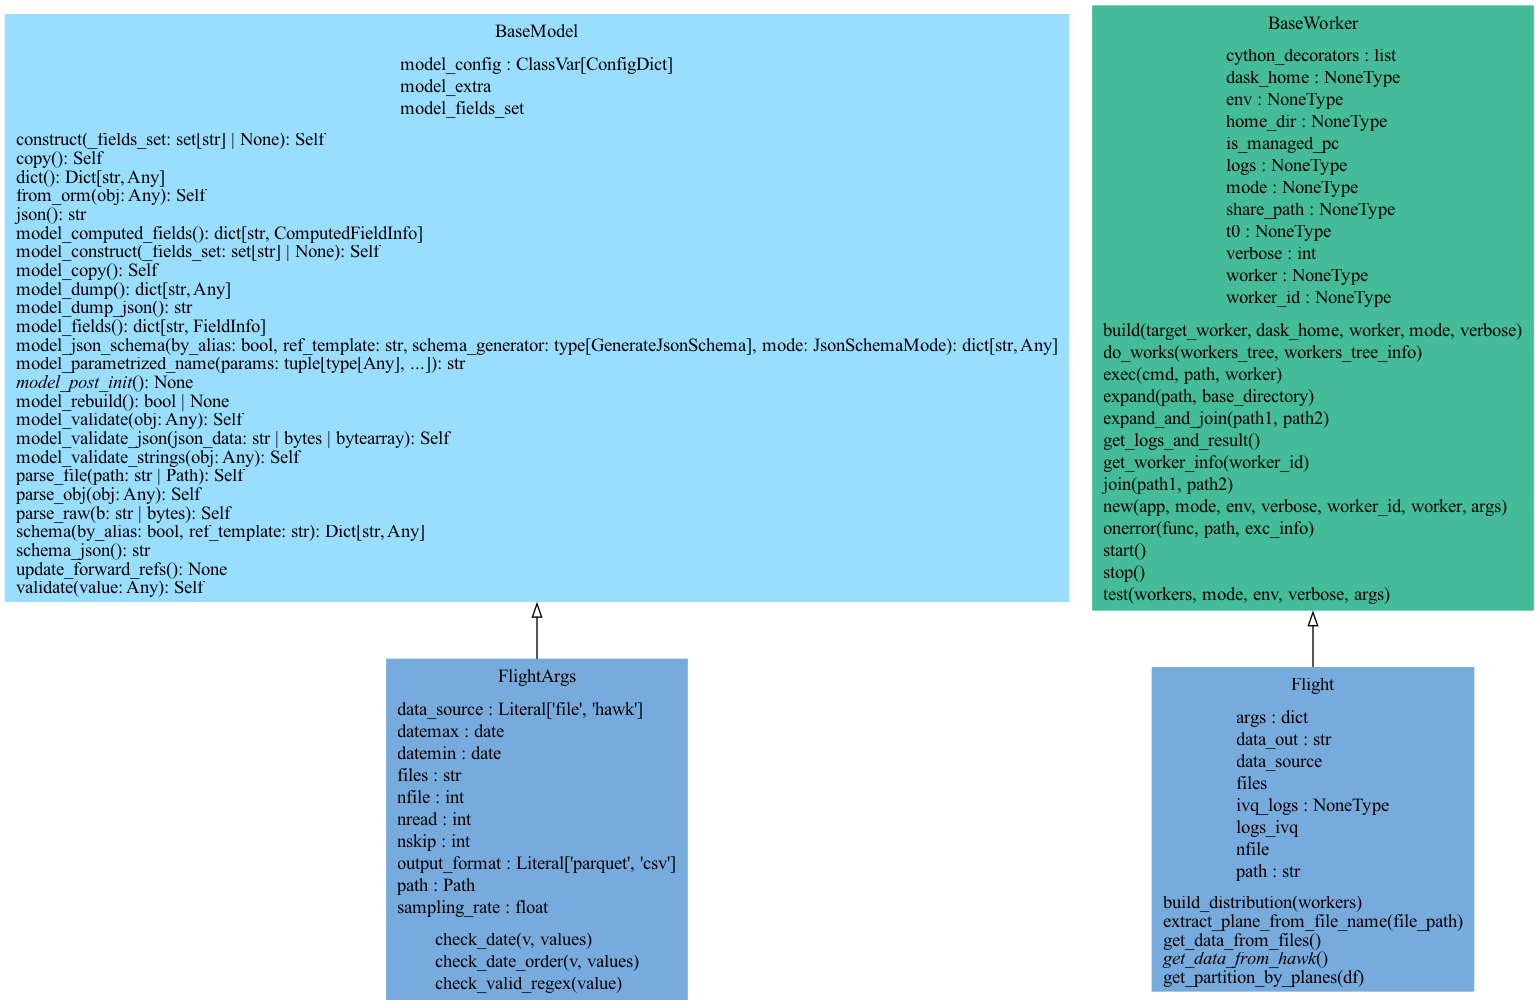 BaseModel
model_config : ClassVar[ConfigDict]
model_extra
model_fields_set
construct(_fields_set: set[str] | None): Self
copy(): Self
dict(): Dict[str, Any]
from_orm(obj: Any): Self
json(): str
model_computed_fields(): dict[str, ComputedFieldInfo]
model_construct(_fields_set: set[str] | None): Self
model_copy(): Self
model_dump(): dict[str, Any]
model_dump_json(): str
model_fields(): dict[str, FieldInfo]
model_json_schema(by_alias: bool, ref_template: str, schema_generator: type[GenerateJsonSchema], mode: JsonSchemaMode): dict[str, Any]
model_parametrized_name(params: tuple[type[Any], ...]): str
model_post_init(): None
model_rebuild(): bool | None
model_validate(obj: Any): Self
model_validate_json(json_data: str | bytes | bytearray): Self
model_validate_strings(obj: Any): Self
parse_file(path: str | Path): Self
parse_obj(obj: Any): Self
parse_raw(b: str | bytes): Self
schema(by_alias: bool, ref_template: str): Dict[str, Any]
schema_json(): str
update_forward_refs(): None
validate(value: Any): Self
BaseWorker
cython_decorators : list
dask_home : NoneType
env : NoneType
home_dir : NoneType
is_managed_pc
logs : NoneType
mode : NoneType
share_path : NoneType
t0 : NoneType
verbose : int
worker : NoneType
worker_id : NoneType
build(target_worker, dask_home, worker, mode, verbose)
do_works(workers_tree, workers_tree_info)
exec(cmd, path, worker)
expand(path, base_directory)
expand_and_join(path1, path2)
get_logs_and_result()
get_worker_info(worker_id)
join(path1, path2)
new(app, mode, env, verbose, worker_id, worker, args)
onerror(func, path, exc_info)
start()
stop()
test(workers, mode, env, verbose, args)
FlightArgs
data_source : Literal['file', 'hawk']
datemax : date
datemin : date
files : str
nfile : int
nread : int
nskip : int
output_format : Literal['parquet', 'csv']
path : Path
sampling_rate : float
check_date(v, values)
check_date_order(v, values)
check_valid_regex(value)
Flight
args : dict
data_out : str
data_source
files
ivq_logs : NoneType
logs_ivq
nfile
path : str
build_distribution(workers)
extract_plane_from_file_name(file_path)
get_data_from_files()
get_data_from_hawk()
get_partition_by_planes(df)